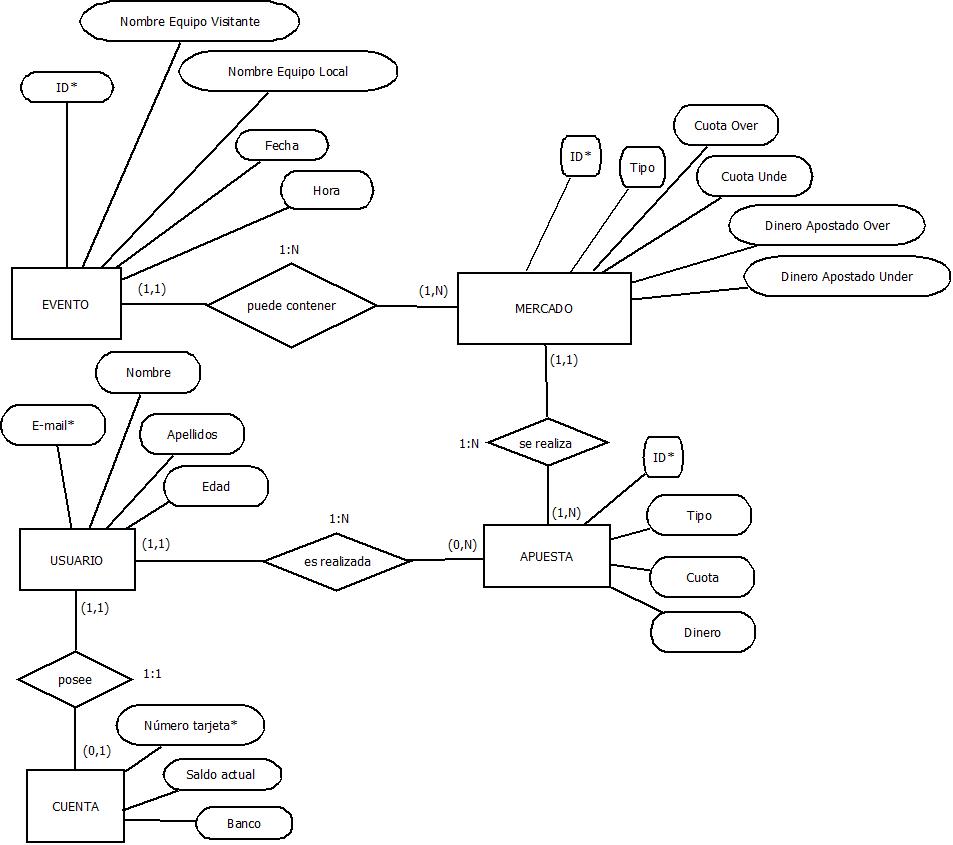 Nombre Equipo Visitante
Nombre Equipo Local
ID*
Fecha
Hora
1:N
EVENTO
(1,1)
puede contener
(1,N)
MERCADO
ID*
Tipo
Cuota Over
Cuota Unde
Dinero Apostado Over
Dinero Apostado Under
(1,1)
1:N
se realiza
(1,N)
Nombre
E-mail*
Apellidos
Edad
USUARIO
(1,1)
1:N
es realizada
(0,N)
APUESTA
ID*
Tipo
Cuota
Dinero
(1,1)
posee
1:1
(0,1)
Número tarjeta*
Saldo actual
Banco
CUENTA